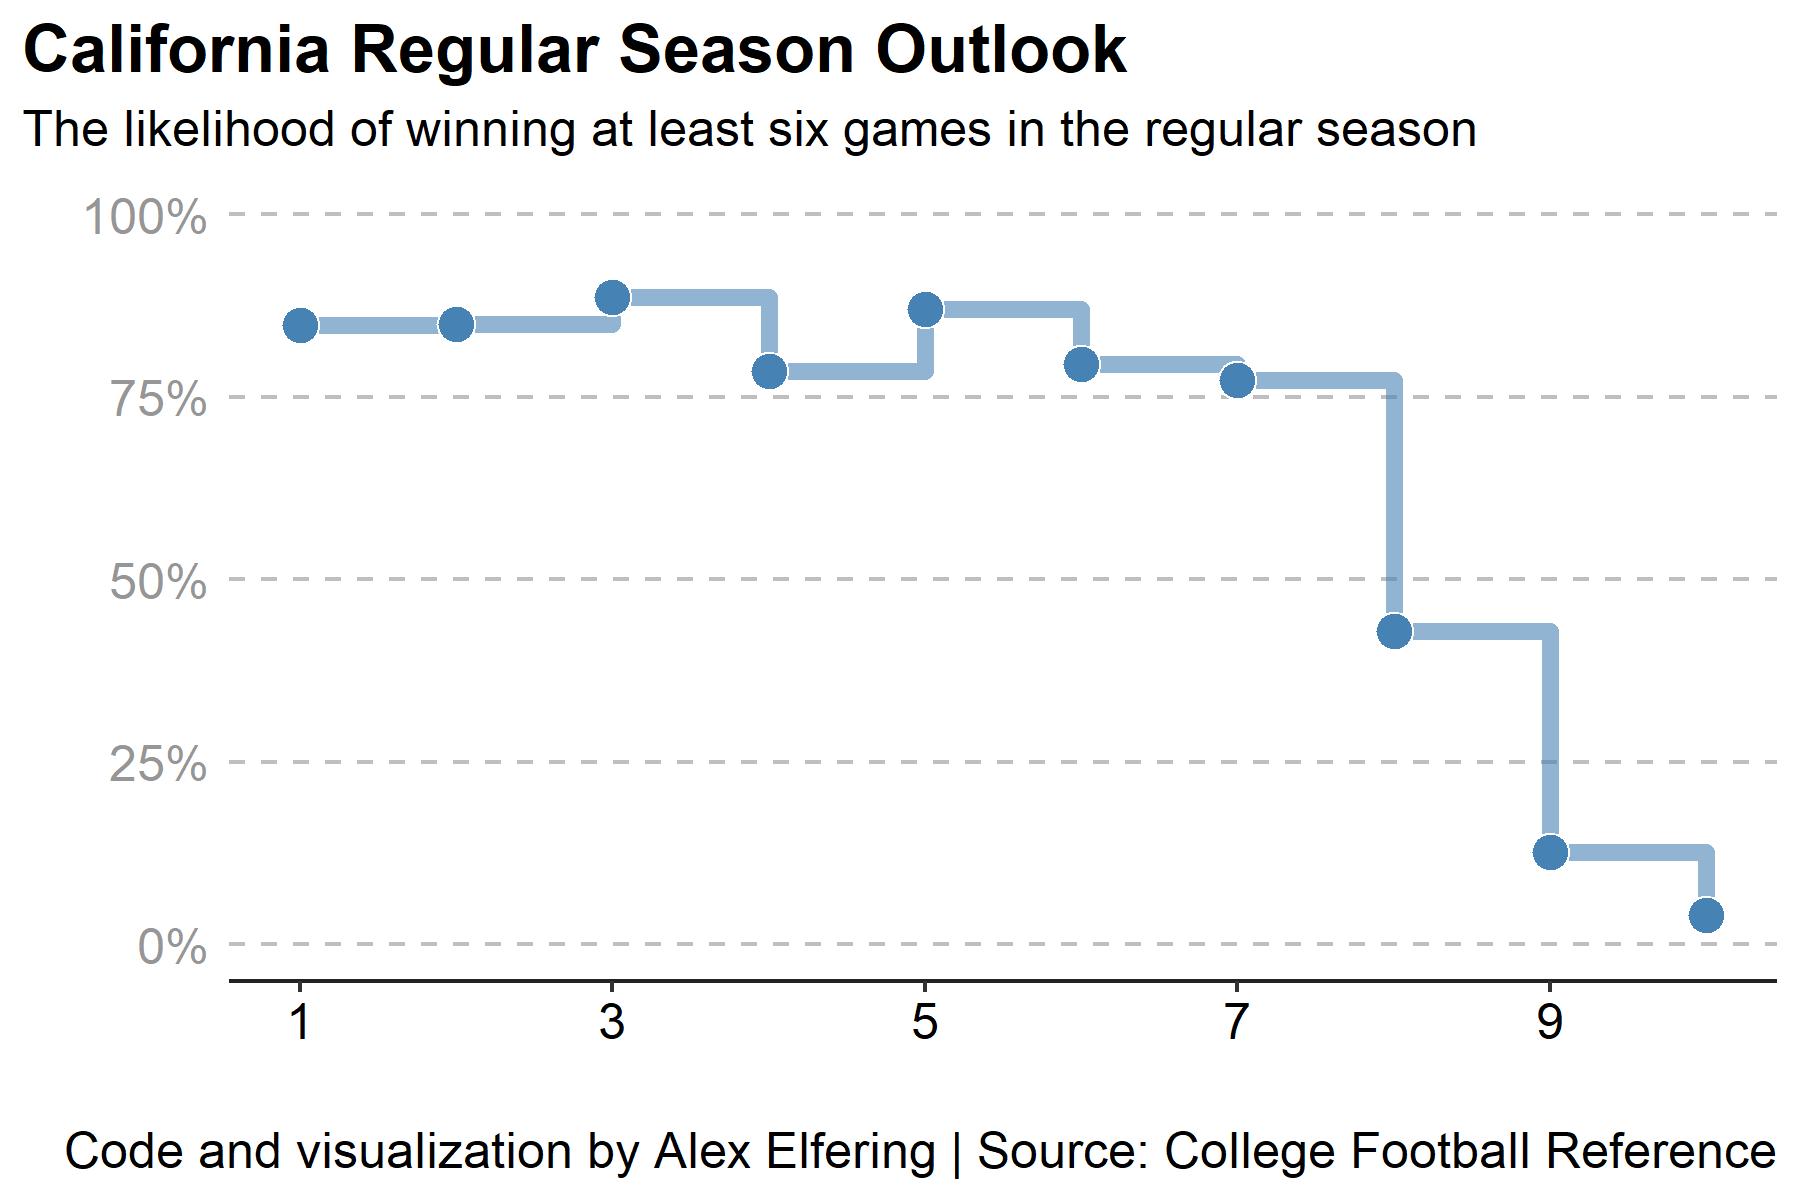 California Regular Season Outlook
The likelihood of winning at least six games in the regular season
100%
75%
50%
25%
0%
1 3 5 7 9
Code and visualization by Alex Elfering | Source: College Football Reference